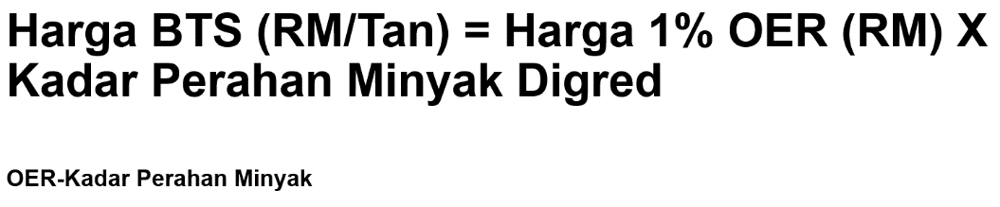 Harga BTS (RM/Tan) = Harga 1% OER (RM) X
Kadar Perahan Minyak Digred
OER-Kadar Perahan Minyak